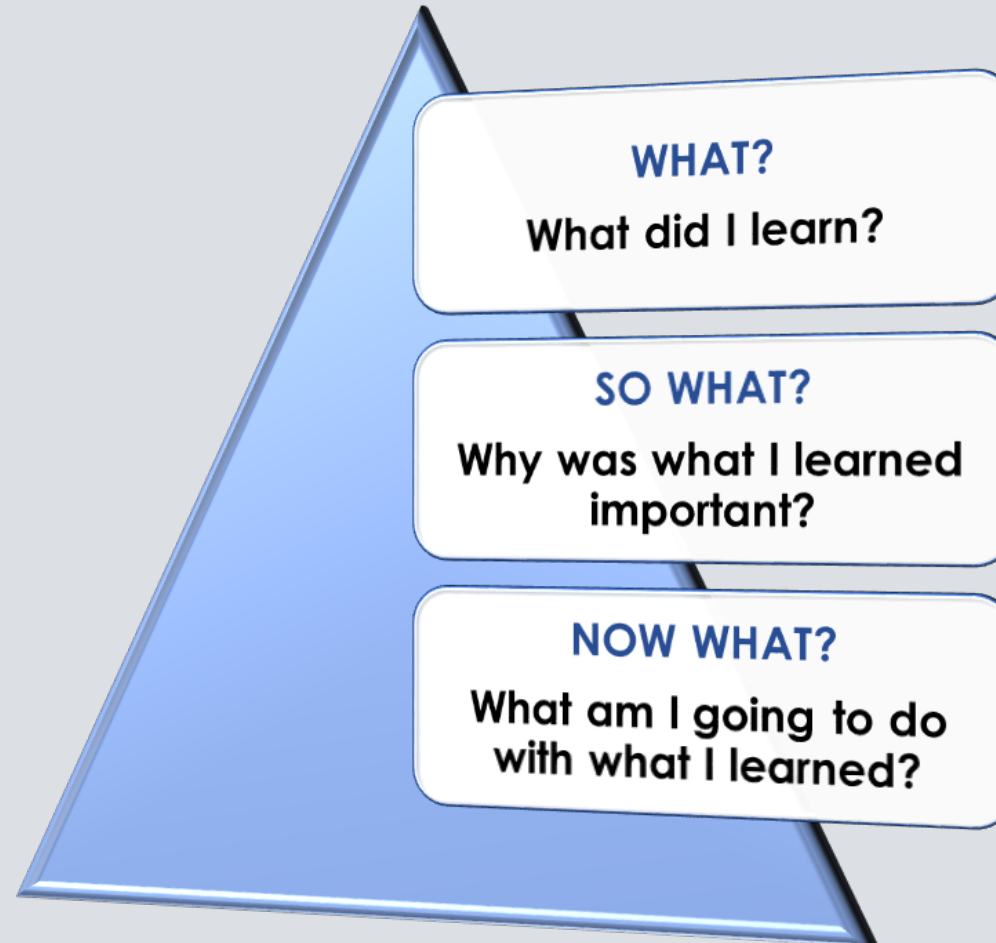 WHAT?
What did I learn?
SO WHAT?
Why was what I learned
important?
NOW WHAT?
What am I going to do
with what I learned?